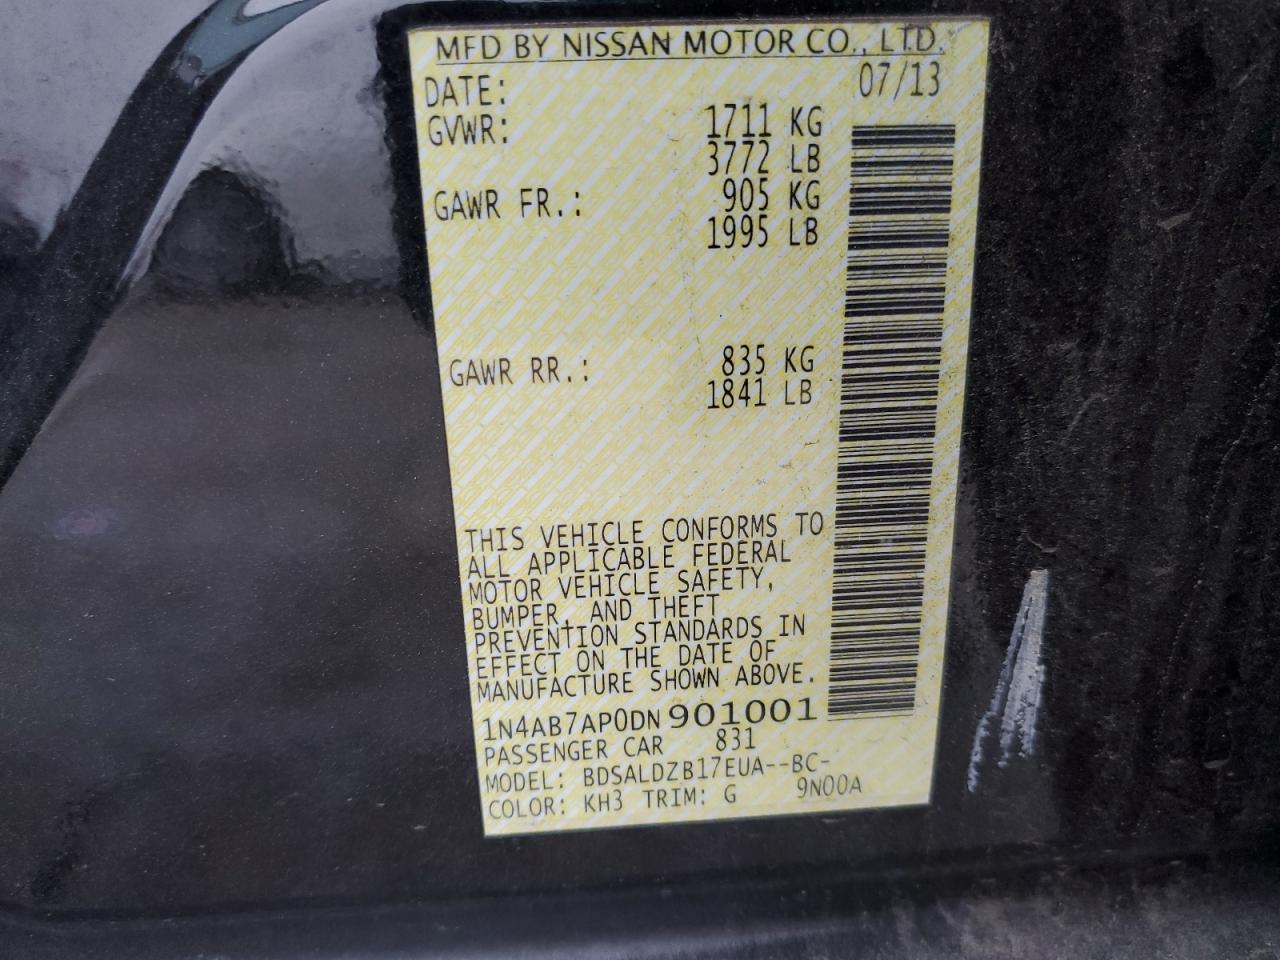 MFD BY NISSAN MOTOR CO., LTD.
DATE: 07/13
GVWR: 1711 KG
3772 LB
GAWR FR.: 905 KG
1995 LB
GAWR RR.: 835 KG
1841 LB
THIS VEHICLE CONFORMS TO
ALL APPLICABLE FEDERAL
MOTOR VEHICLE SAFETY,
BUMPER, AND THEFT
PREVENTION STANDARDS IN
EFFECT ON THE DATE OF
MANUFACTURE SHOWN ABOVE.
1N4AB7AP0DN901001
PASSENGER CAR 831
MODEL: BDSALDZB17EUA--BC-
COLOR: KH3 TRIM: G 9N00A